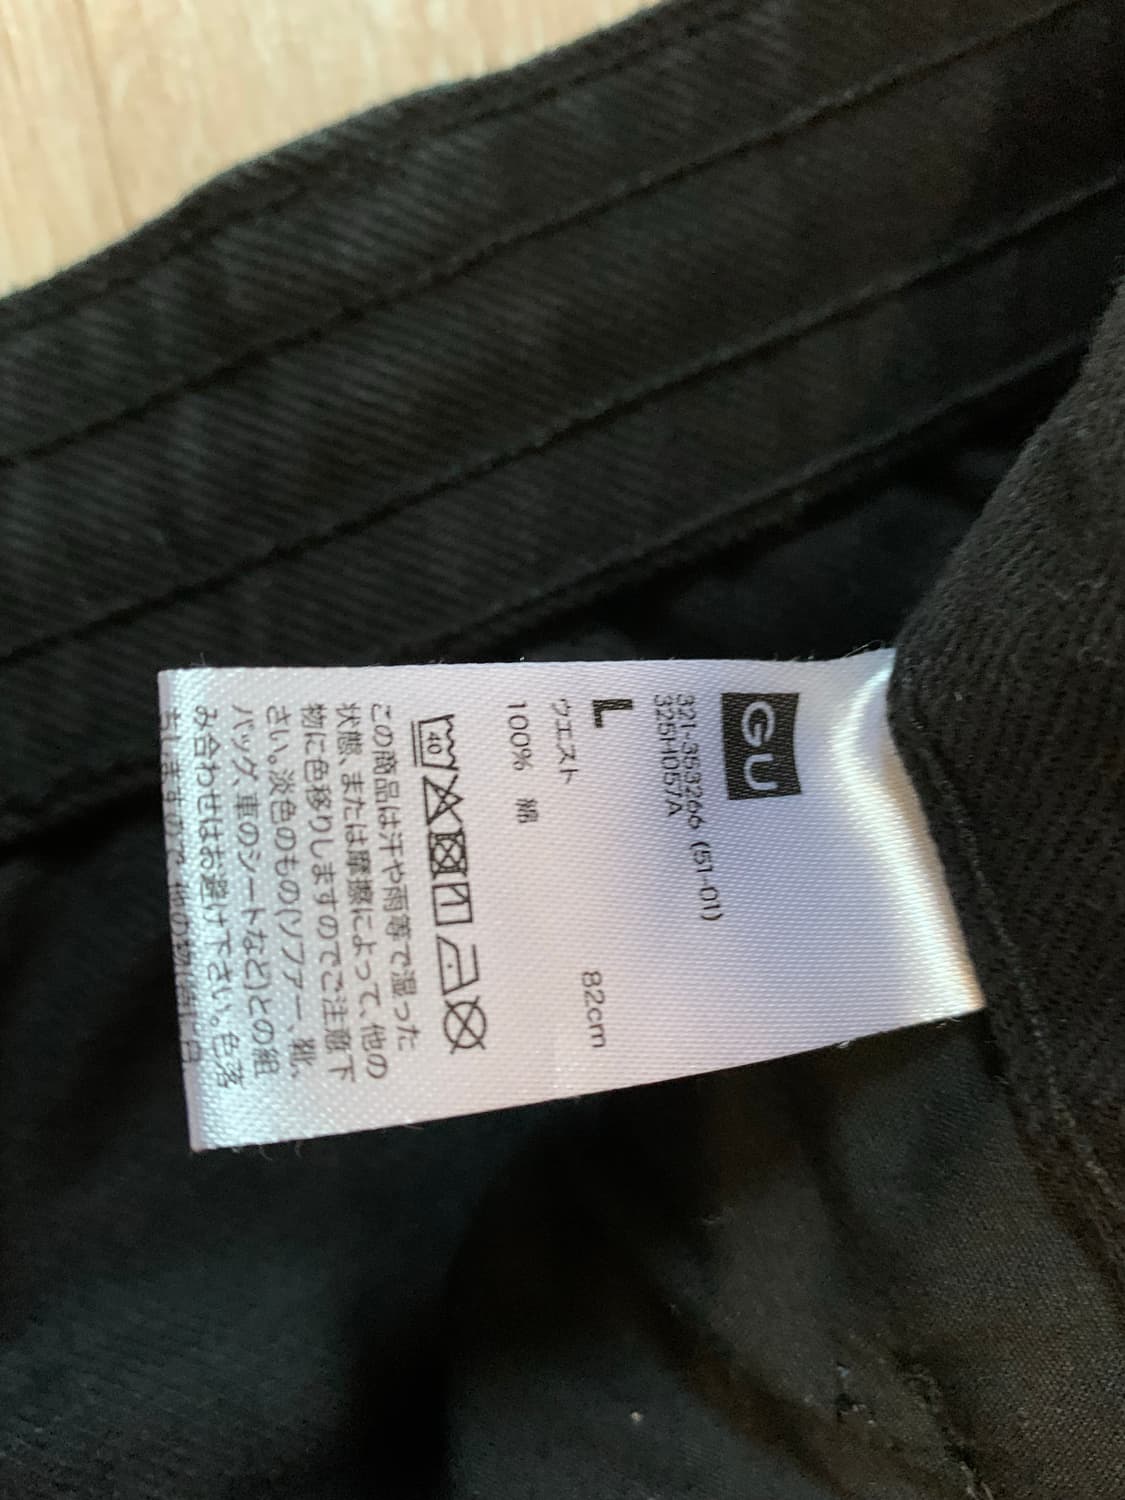 GU
321-353266 (51-01)
325H057A
L
ウエスト 82cm
100% 綿
40
この商品は汗や雨等で湿った
状態、または摩擦によって、他の
物に色移りしますのでご注意下
さい。淡色のもの(ソファー、靴、
バッグ、車のシートなど)との組
み合わせはお避け下さい。色落